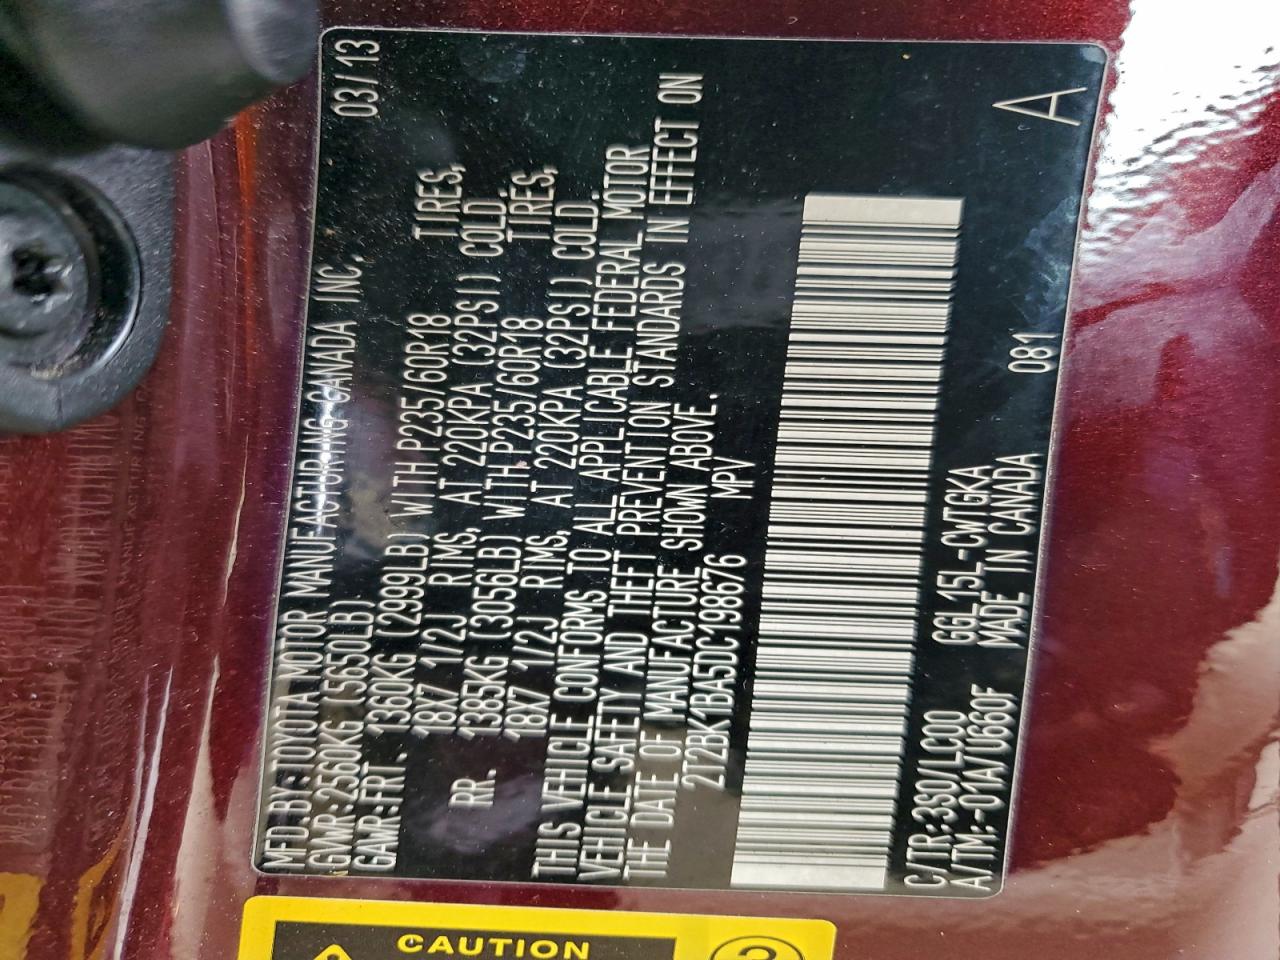 MFD.BY:TOYOTA MOTOR MANUFACTURING CANADA INC. 03/13
GVWR:2560KG (5650LB)
GAWR:FRT. 1360KG (2999LB) WITH P235/60R18 TIRES,
18X7 1/2J RIMS, AT 220KPA (32PSI) COLD.
RR. 1385KG (3056LB) WITH P235/60R18 TIRES,
18X7 1/2J RIMS, AT 220KPA (32PSI) COLD.
THIS VEHICLE CONFORMS TO ALL APPLICABLE FEDERAL MOTOR
VEHICLE SAFETY AND THEFT PREVENTION STANDARDS IN EFFECT ON
THE DATE OF MANUFACTURE SHOWN ABOVE.
2T2BK1BA5DC198676 MPV
C/TR:3S0/LC00 GGL15L-CWTGKA 081 A
A/TM:-01A/U660F MADE IN CANADA
CAUTION